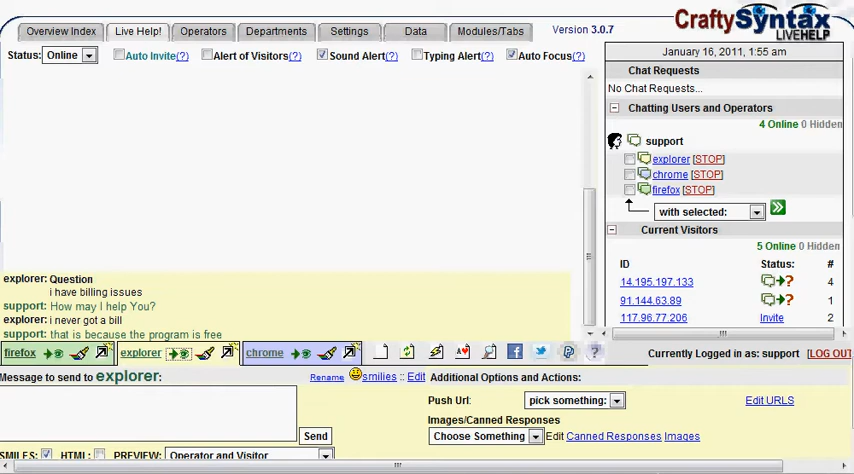 CraftySyntax
LIVEHELP
Overview Index
Live Help!
Operators
Departments
Settings
Data
Modules/Tabs
Version 3.0.7
Status: Online
Auto Invite(?)
Alert of Visitors(?)
Sound Alert(?)
Typing Alert(?)
Auto Focus(?)
January 16, 2011, 1:55 am
Chat Requests
No Chat Requests...
Chatting Users and Operators
4 Online 0 Hidden
support
explorer [STOP]
chrome [STOP]
firefox [STOP]
with selected:
Current Visitors
5 Online 0 Hidden
ID Status: #
14.195.197.133 ? 4
91.144.63.89 ? 1
117.96.77.206 Invite 2
explorer: Question
i have billing issues
support: How may I help You?
explorer: i never got a bill
support: that is because the program is free
firefox
explorer
chrome
Currently Logged in as: support [LOG OUT
Message to send to explorer:
Rename
smilies :: Edit
Send
SMILES:
HTML:
PREVIEW: Operator and Visitor
Additional Options and Actions:
Push Url: pick something: Edit URLS
Images/Canned Responses
Choose Something Edit Canned Responses Images